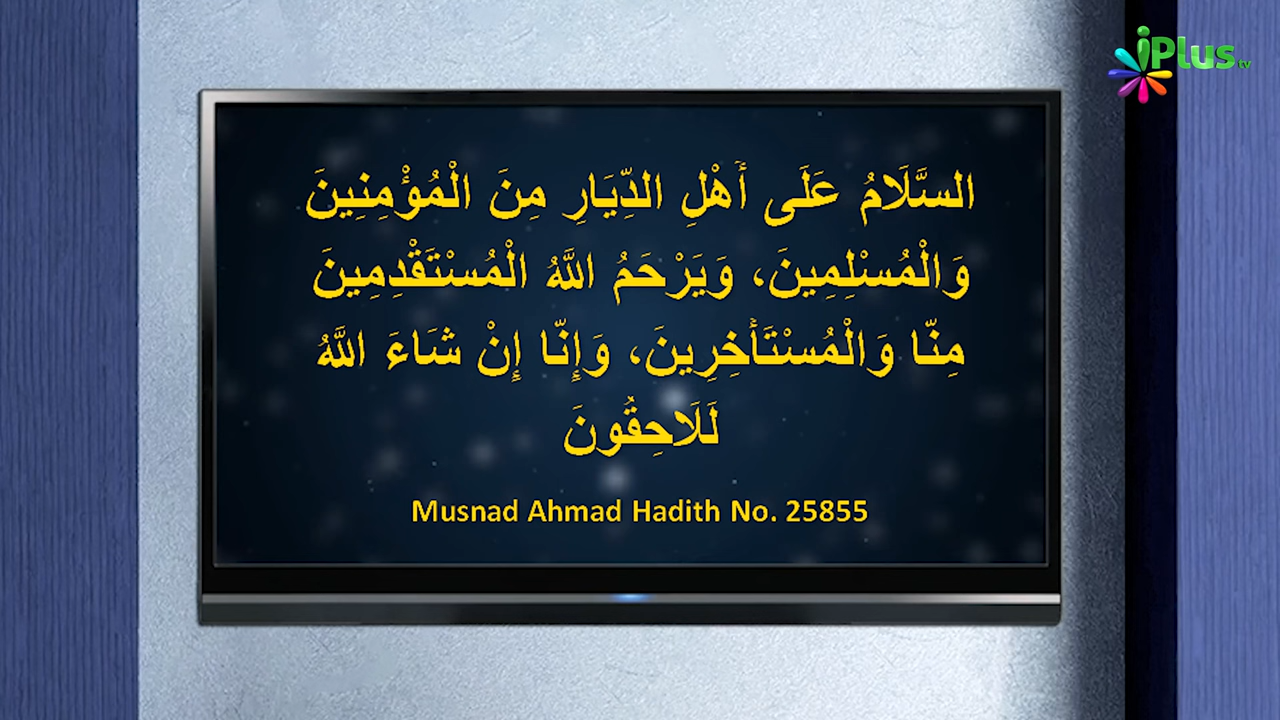 iPlus tv
السَّلَامُ عَلَى أَهْلِ الدِّيَارِ مِنَ الْمُؤْمِنِينَ
وَالْمُسْلِمِينَ، وَيَرْحَمُ اللَّهُ الْمُسْتَقْدِمِينَ
مِنَّا وَالْمُسْتَأْخِرِينَ، وَإِنَّا إِنْ شَاءَ اللَّهُ
لَلَاحِقُونَ
Musnad Ahmad Hadith No. 25855